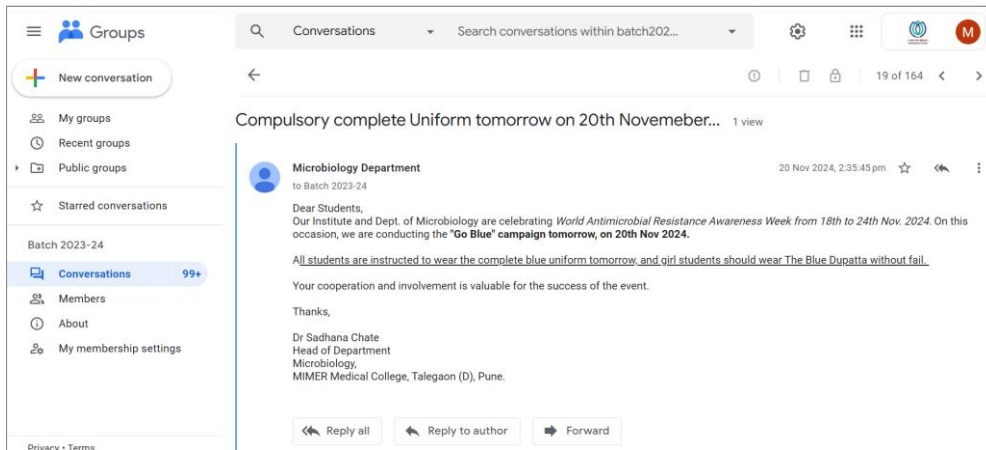 Groups
Conversations
Search conversations within batch202...
M
New conversation
19 of 164
My groups
Recent groups
Public groups
Starred conversations
Batch 2023-24
Conversations 99+
Members
About
My membership settings
Privacy • Terms
Compulsory complete Uniform tomorrow on 20th Novemeber... 1 view
Microbiology Department 20 Nov 2024, 2:35:45 pm
to Batch 2023-24
Dear Students,
Our Institute and Dept. of Microbiology are celebrating World Antimicrobial Resistance Awareness Week from 18th to 24th Nov. 2024. On this
occasion, we are conducting the "Go Blue" campaign tomorrow, on 20th Nov 2024.
All students are instructed to wear the complete blue uniform tomorrow, and girl students should wear The Blue Dupatta without fail.
Your cooperation and involvement is valuable for the success of the event.
Thanks,
Dr Sadhana Chate
Head of Department
Microbiology,
MIMER Medical College, Talegaon (D), Pune.
Reply all
Reply to author
Forward